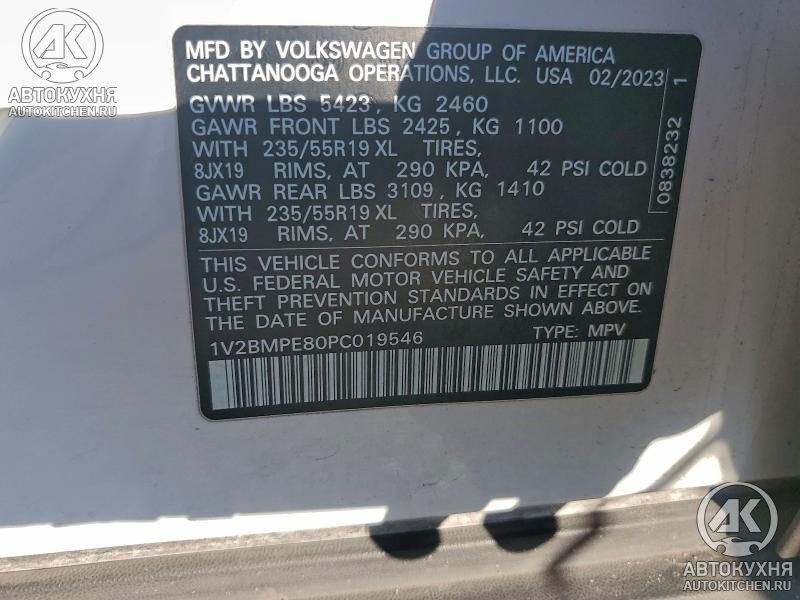 MFD BY VOLKSWAGEN GROUP OF AMERICA
CHATTANOOGA OPERATIONS, LLC. USA 02/2023
GVWR LBS 5423, KG 2460
GAWR FRONT LBS 2425, KG 1100
WITH 235/55R19 XL TIRES,
8JX19 RIMS, AT 290 KPA, 42 PSI COLD
GAWR REAR LBS 3109, KG 1410
WITH 235/55R19 XL TIRES,
8JX19 RIMS, AT 290 KPA, 42 PSI COLD
THIS VEHICLE CONFORMS TO ALL APPLICABLE
U.S. FEDERAL MOTOR VEHICLE SAFETY AND
THEFT PREVENTION STANDARDS IN EFFECT ON
THE DATE OF MANUFACTURE SHOWN ABOVE.
1V2BMPE80PC019546 TYPE: MPV
0838232 1
AK
АВТОКУХНЯ
AUTOKITCHEN.RU
AK
АВТОКУХНЯ
AUTOKITCHEN.RU